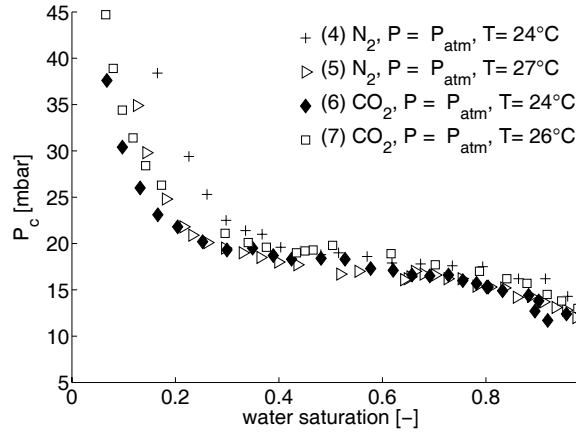 45
40
35
30
25
20
15
10
5
P_c [mbar]
+ (4) N₂, P = P_atm, T= 24°C
▷ (5) N₂, P = P_atm, T= 27°C
◆ (6) CO₂, P = P_atm, T= 24°C
□ (7) CO₂, P = P_atm, T= 26°C
0 0.2 0.4 0.6 0.8
water saturation [-]